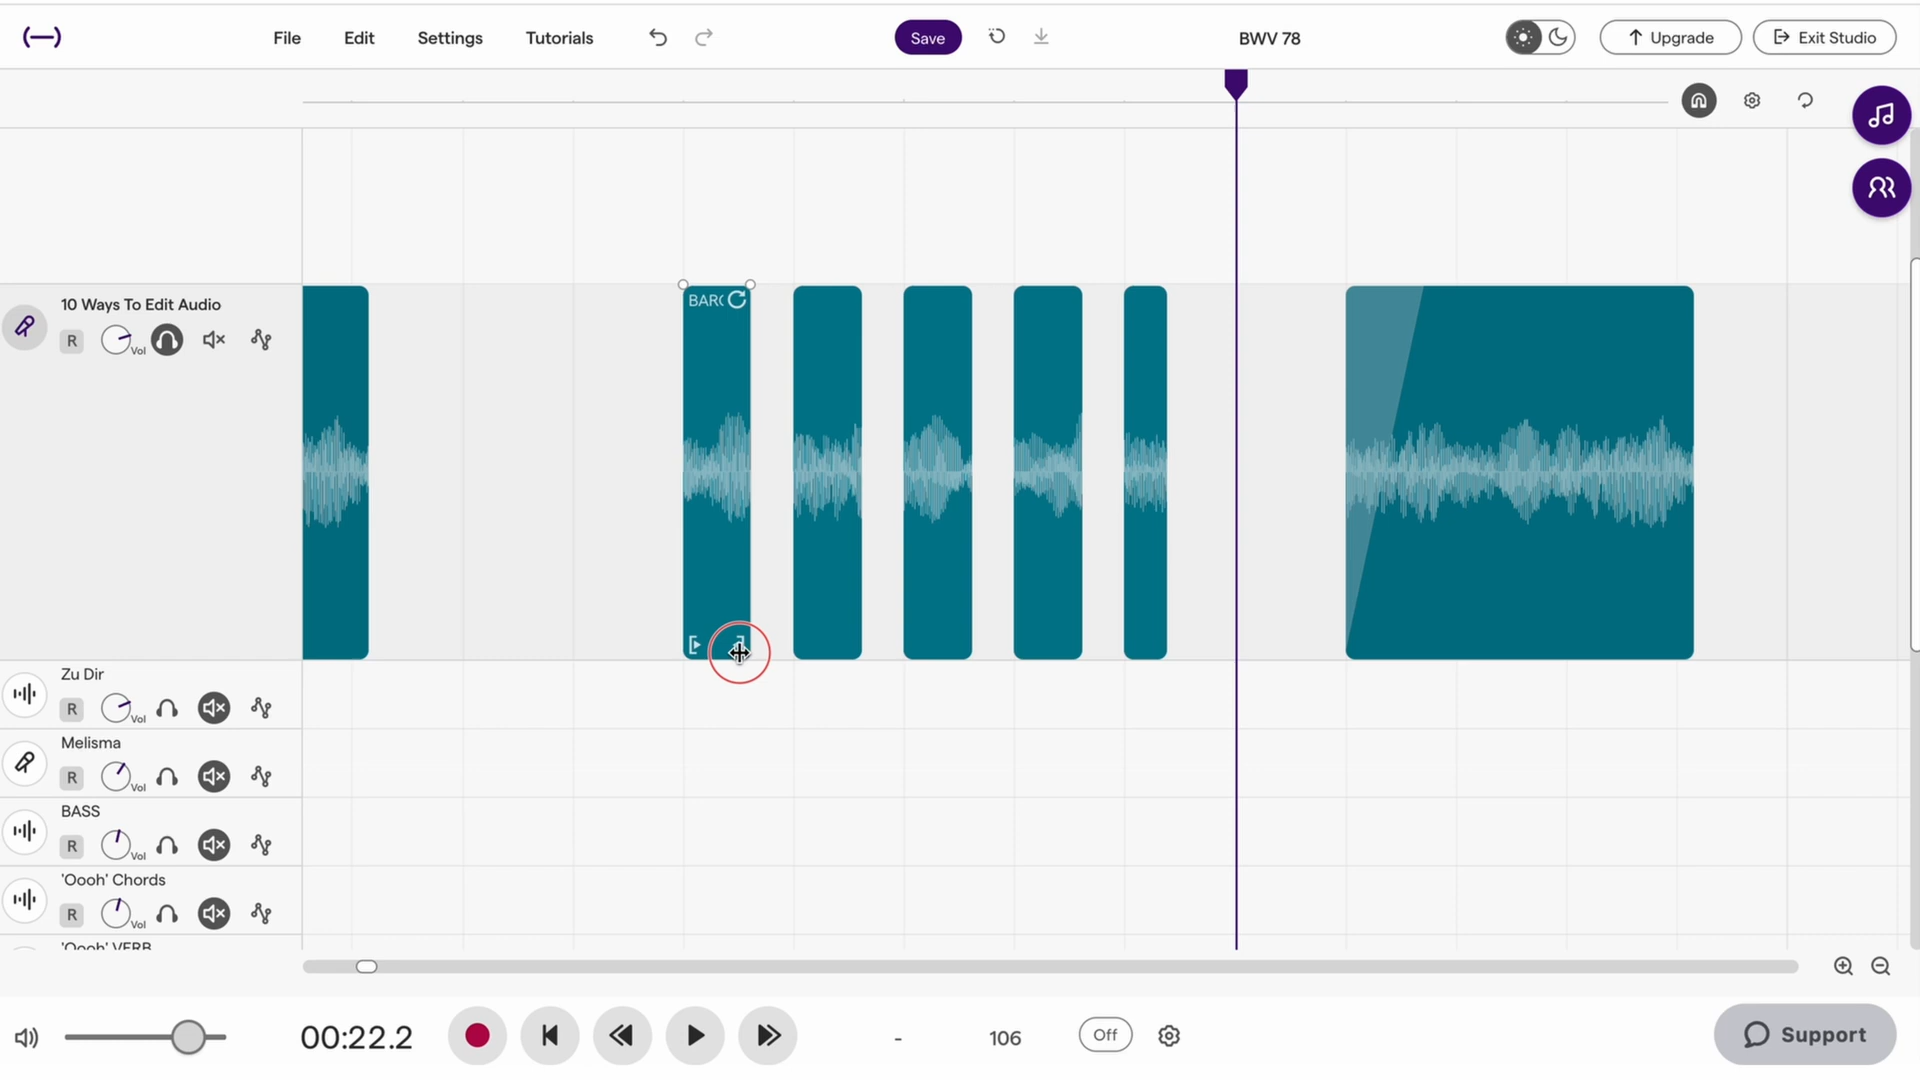 File Edit Settings Tutorials Save BWV 78 Upgrade Exit Studio
10 Ways To Edit Audio
R Vol
BAR
Zu Dir
R Vol
Melisma
R Vol
BASS
R Vol
'Oooh' Chords
R Vol
'Oooh' VERB
00:22.2 - 106 Off Support